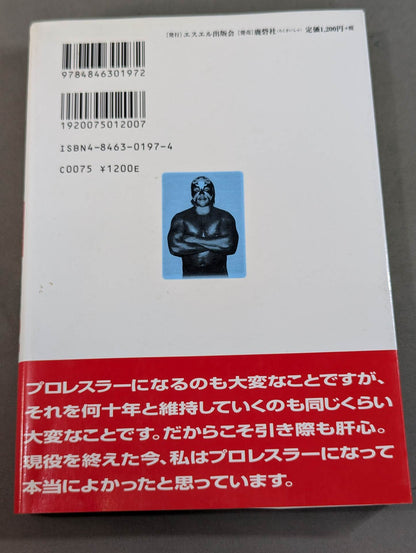 [発行]エスエル出版会 [発売]鹿砦社(ろくさいしゃ) 定価1,200円+税
9784846301972
1920075012007
ISBN4-8463-0197-4
C0075 ¥1200E
プロレスラーになるのも大変なことですが、
それを何十年と維持していくのも同じくらい
大変なことです。だからこそ引き際も肝心。
現役を終えた今、私はプロレスラーになって
本当によかったと思っています。